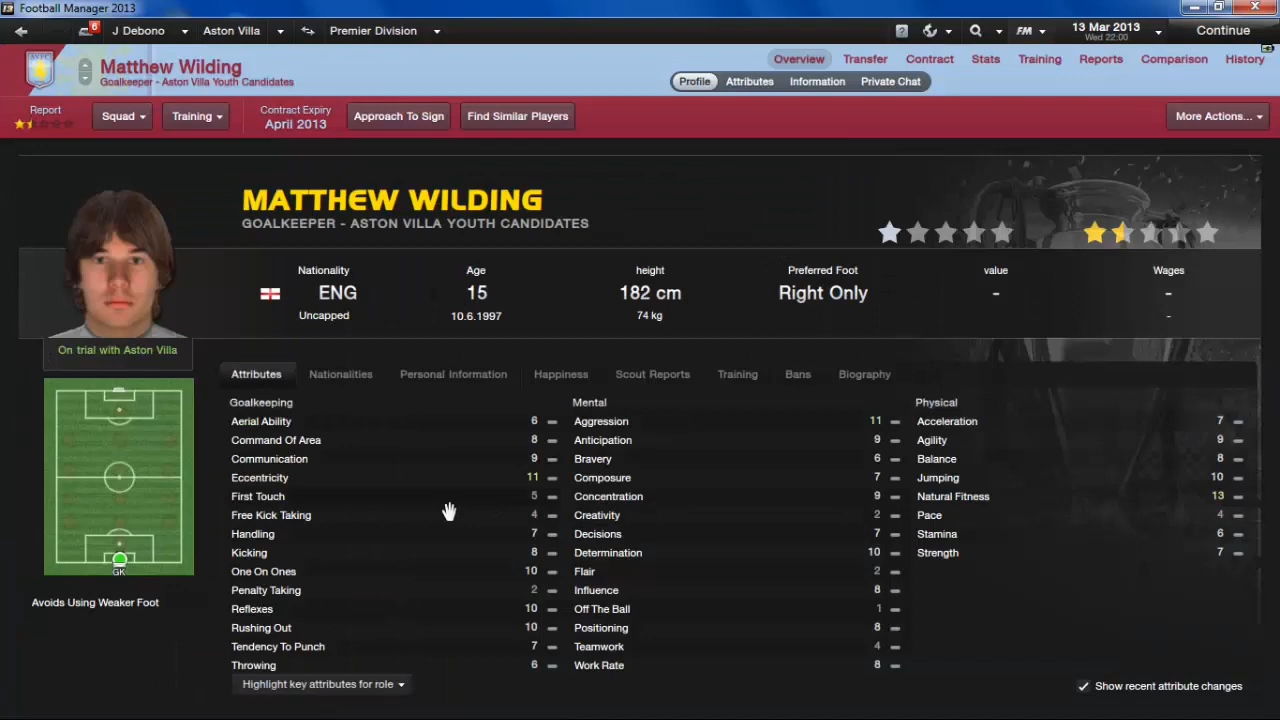 Football Manager 2013
6 J Debono Aston Villa Premier Division ? FM 13 Mar 2013 Wed 22:00 Continue
AVFC
Matthew Wilding
Goalkeeper - Aston Villa Youth Candidates
Overview Transfer Contract Stats Training Reports Comparison History
Profile Attributes Information Private Chat
Report Squad Training Contract Expiry April 2013 Approach To Sign Find Similar Players More Actions...
MATTHEW WILDING
GOALKEEPER - ASTON VILLA YOUTH CANDIDATES
Nationality Age height Preferred Foot value Wages
ENG 15 182 cm Right Only - -
Uncapped 10.6.1997 74 kg -
On trial with Aston Villa
GK
Avoids Using Weaker Foot
Attributes Nationalities Personal Information Happiness Scout Reports Training Bans Biography
Goalkeeping Mental Physical
Aerial Ability 6 Aggression 11 Acceleration 7
Command Of Area 8 Anticipation 9 Agility 9
Communication 9 Bravery 6 Balance 8
Eccentricity 11 Composure 7 Jumping 10
First Touch 5 Concentration 9 Natural Fitness 13
Free Kick Taking 4 Creativity 2 Pace 4
Handling 7 Decisions 7 Stamina 6
Kicking 8 Determination 10 Strength 7
One On Ones 10 Flair 2
Penalty Taking 2 Influence 8
Reflexes 10 Off The Ball 1
Rushing Out 10 Positioning 8
Tendency To Punch 7 Teamwork 4
Throwing 6 Work Rate 8
Highlight key attributes for role
Show recent attribute changes